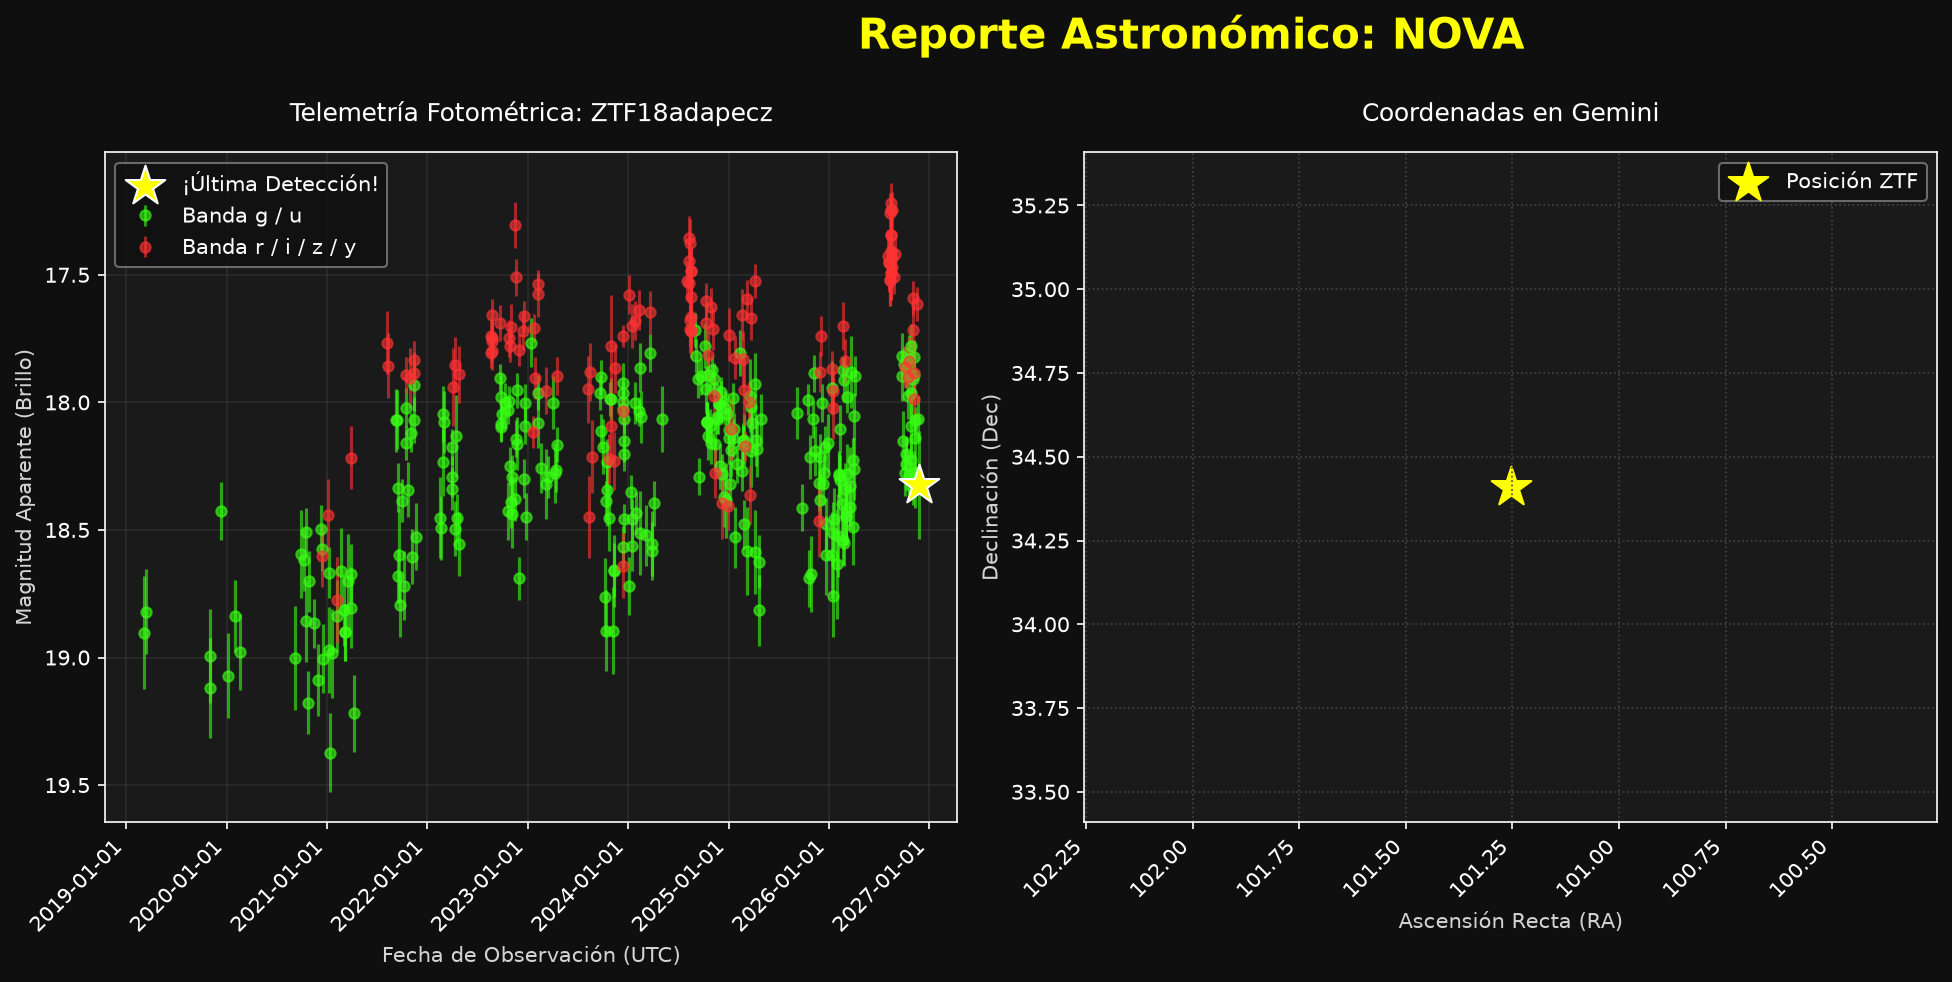 Reporte Astronómico: NOVA
Telemetría Fotométrica: ZTF18adapecz
¡Última Detección!
Banda g / u
Banda r / i / z / y
Magnitud Aparente (Brillo)
17.5
18.0
18.5
19.0
19.5
2019-01-01
2020-01-01
2021-01-01
2022-01-01
2023-01-01
2024-01-01
2025-01-01
2026-01-01
2027-01-01
Fecha de Observación (UTC)
Coordenadas en Gemini
Posición ZTF
Declinación (Dec)
35.25
35.00
34.75
34.50
34.25
34.00
33.75
33.50
102.25
102.00
101.75
101.50
101.25
101.00
100.75
100.50
Ascensión Recta (RA)